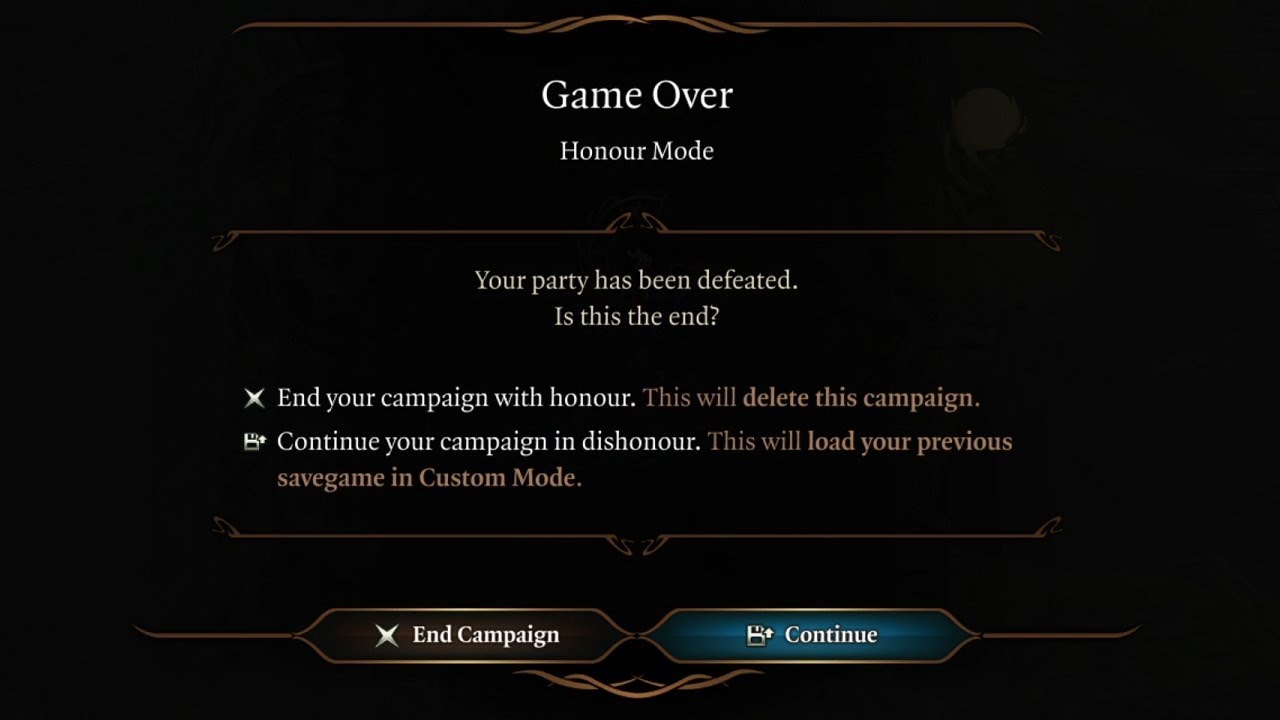 Game Over
Honour Mode
Your party has been defeated.
Is this the end?
End your campaign with honour. This will delete this campaign.
Continue your campaign in dishonour. This will load your previous
savegame in Custom Mode.
End Campaign
Continue